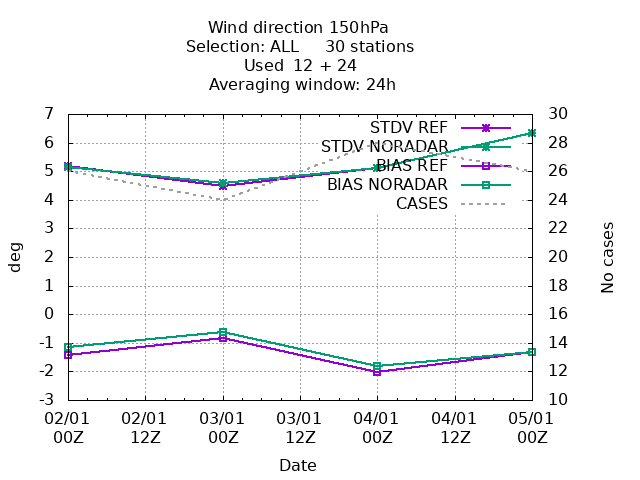 Wind direction 150hPa
Selection: ALL 30 stations
Used 12 + 24
Averaging window: 24h
7 30
STDV REF
6 28
STDV NORADAR
BIAS REF
5 26
BIAS NORADAR
4 24
CASES
3 22
2 20
1 18
0 16
-1 14
-2 12
-3 10
deg
No cases
02/01 02/01 03/01 03/01 04/01 04/01 05/01
00Z 12Z 00Z 12Z 00Z 12Z 00Z
Date